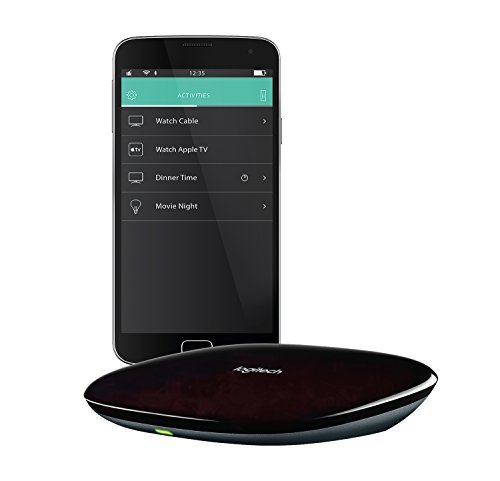 12:35
ACTIVITIES
Watch Cable
tv
Watch Apple TV
Dinner Time
Movie Night
logitech